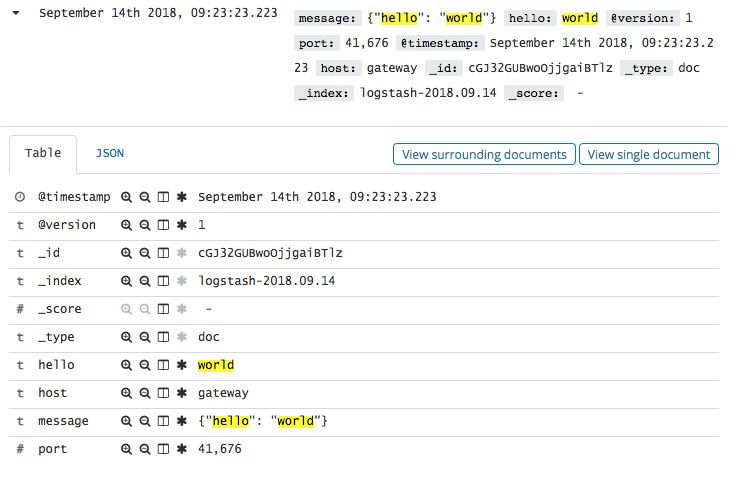 September 14th 2018, 09:23:23.223
message: {"hello": "world"} hello: world @version: 1
port: 41,676 @timestamp: September 14th 2018, 09:23:23.2
23 host: gateway _id: cGJ32GUBwoOjjgaiBTlz _type: doc
_index: logstash-2018.09.14 _score: -
Table JSON View surrounding documents View single document
@timestamp September 14th 2018, 09:23:23.223
t @version 1
t _id cGJ32GUBwoOjjgaiBTlz
t _index logstash-2018.09.14
# _score -
t _type doc
t hello world
t host gateway
t message {"hello": "world"}
# port 41,676